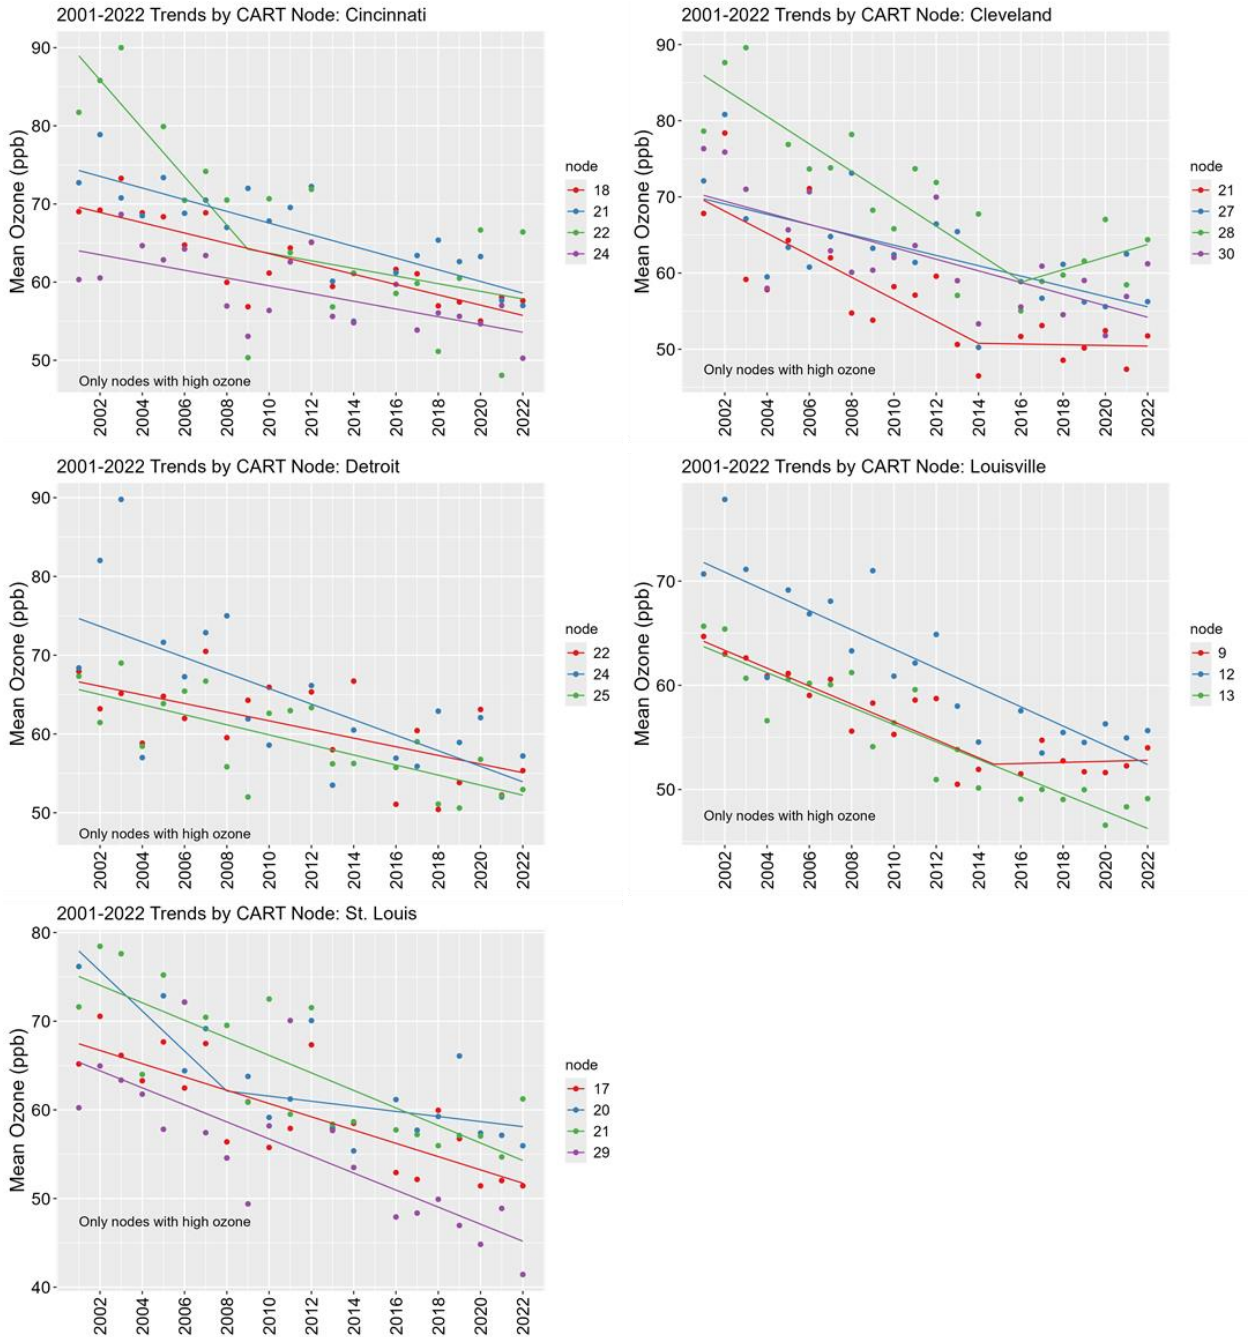 2001-2022 Trends by CART Node: Cincinnati
Mean Ozone (ppb)
90
80
70
60
50
Only nodes with high ozone
2002 2004 2006 2008 2010 2012 2014 2016 2018 2020 2022
node
18
21
22
24
2001-2022 Trends by CART Node: Cleveland
Mean Ozone (ppb)
90
80
70
60
50
Only nodes with high ozone
2002 2004 2006 2008 2010 2012 2014 2016 2018 2020 2022
node
21
27
28
30
2001-2022 Trends by CART Node: Detroit
Mean Ozone (ppb)
90
80
70
60
50
Only nodes with high ozone
2002 2004 2006 2008 2010 2012 2014 2016 2018 2020 2022
node
22
24
25
2001-2022 Trends by CART Node: Louisville
Mean Ozone (ppb)
70
60
50
Only nodes with high ozone
2002 2004 2006 2008 2010 2012 2014 2016 2018 2020 2022
node
9
12
13
2001-2022 Trends by CART Node: St. Louis
Mean Ozone (ppb)
80
70
60
50
40
Only nodes with high ozone
2002 2004 2006 2008 2010 2012 2014 2016 2018 2020 2022
node
17
20
21
29